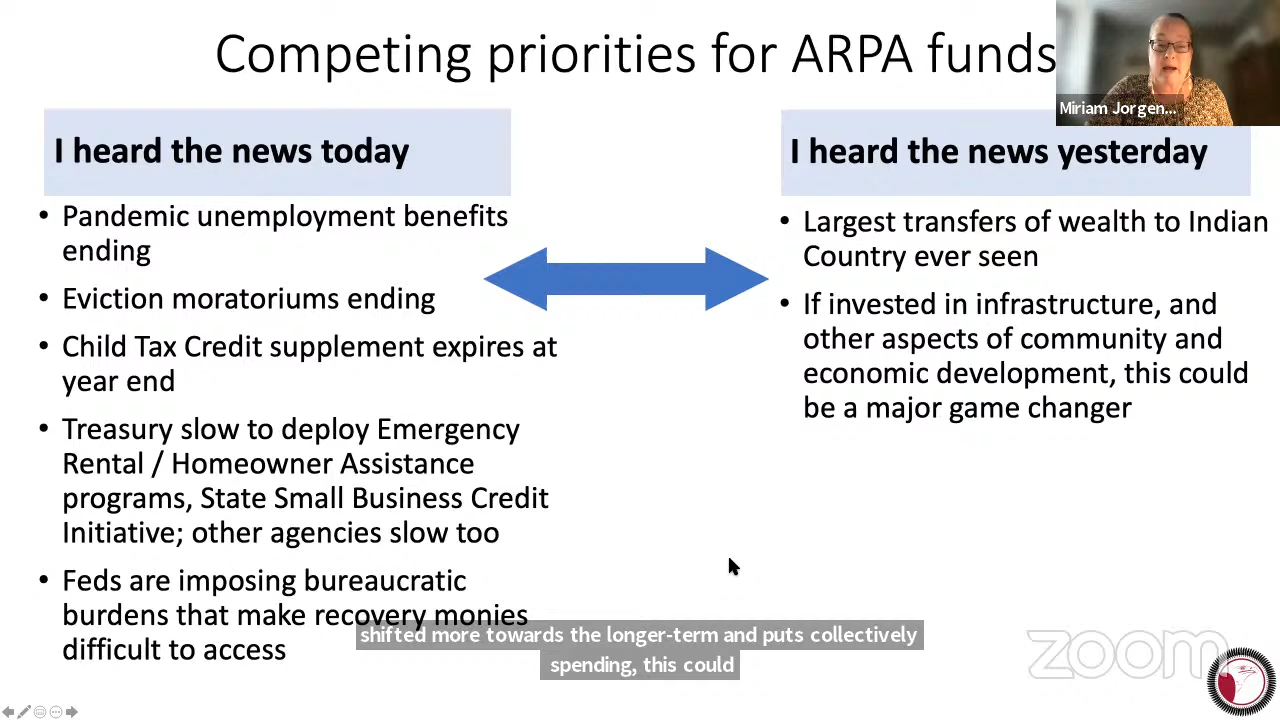 Competing priorities for ARPA funds
Miriam Jorgen...
I heard the news today
• Pandemic unemployment benefits
ending
• Eviction moratoriums ending
• Child Tax Credit supplement expires at
year end
• Treasury slow to deploy Emergency
Rental / Homeowner Assistance
programs, State Small Business Credit
Initiative; other agencies slow too
• Feds are imposing bureaucratic
burdens that make recovery monies
difficult to access
I heard the news yesterday
• Largest transfers of wealth to Indian
Country ever seen
• If invested in infrastructure, and
other aspects of community and
economic development, this could
be a major game changer
shifted more towards the longer-term and puts collectively
spending, this could
zoom